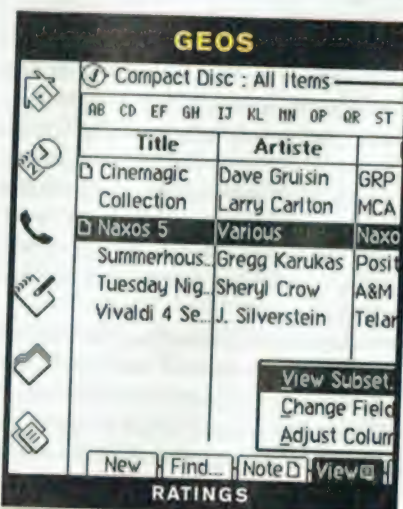 GEOS
Compact Disc : All Items
AB CD EF GH IJ KL MN OP QR ST
Title Artiste
Cinemagic Dave Gruisin GRP
Collection Larry Carlton MCA
Naxos 5 Various Naxo
Summerhous.. Gregg Karukas Posit
Tuesday Nig.. Sheryl Crow A&M
Vivaldi 4 Se... J. Silverstein Telar
View Subset.
Change Field
Adjust Colum
New Find... Note View
RATINGS